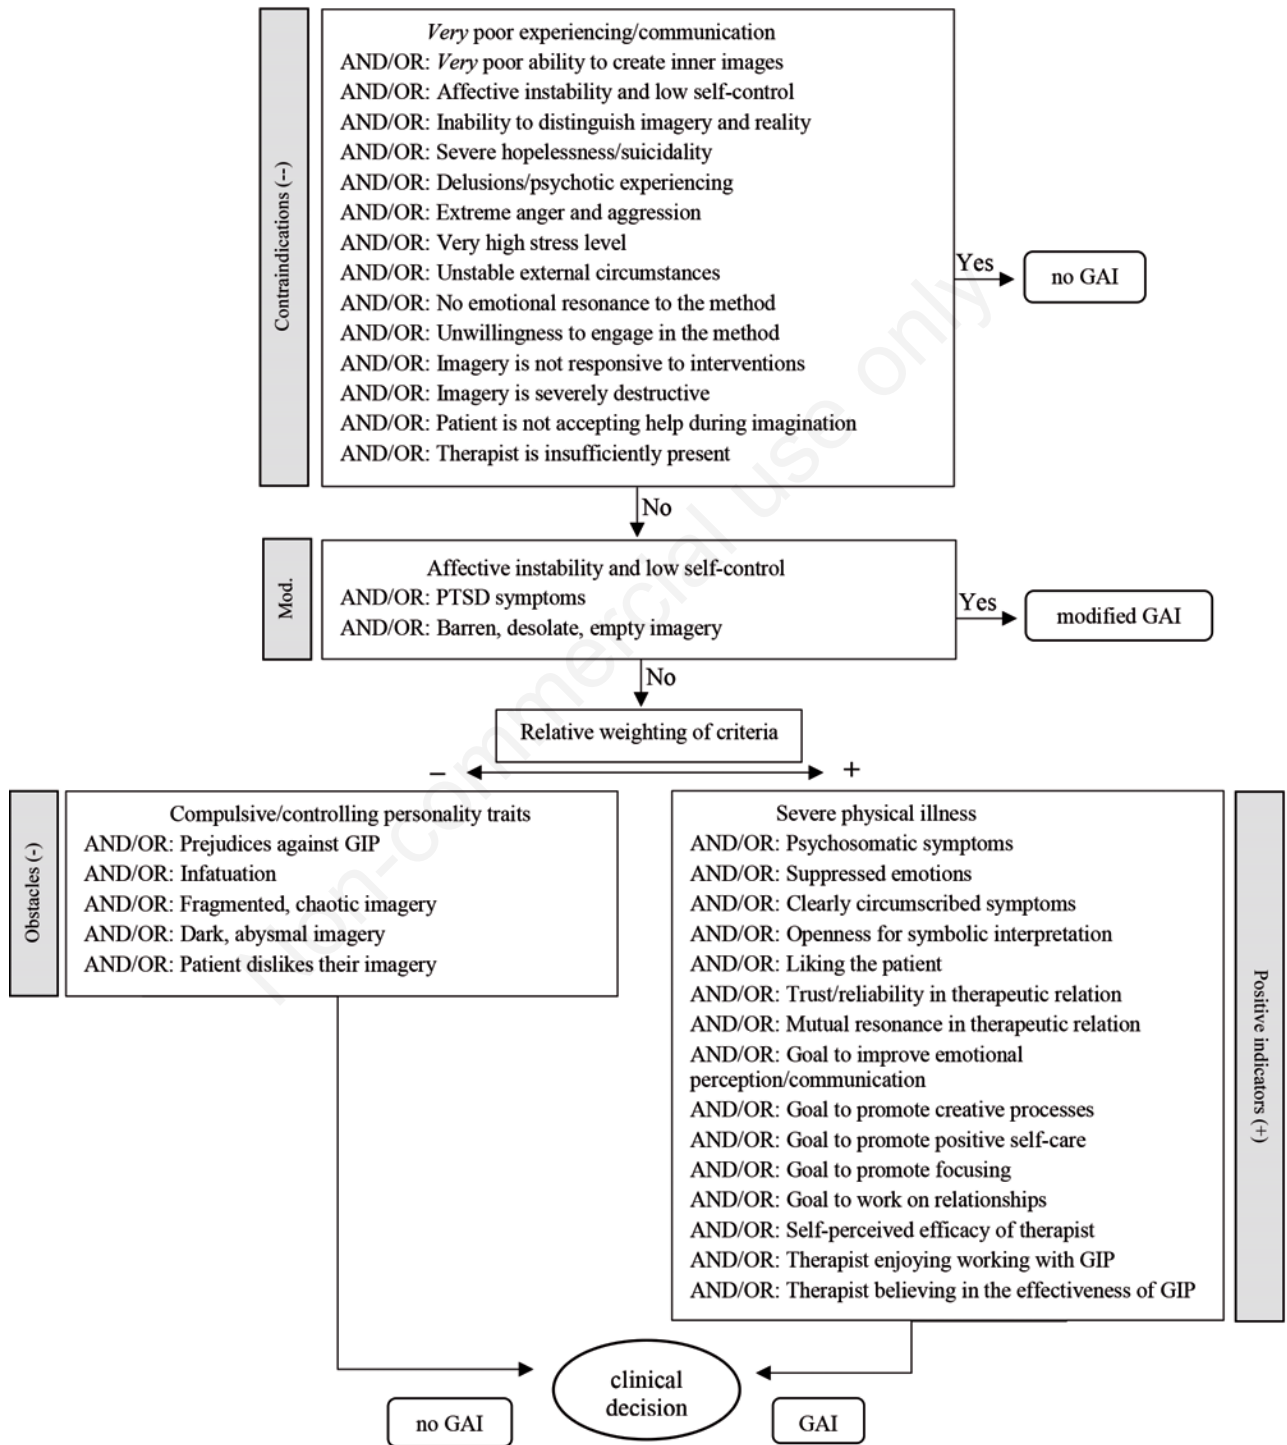 Contraindications (--)
Very poor experiencing/communication
AND/OR: Very poor ability to create inner images
AND/OR: Affective instability and low self-control
AND/OR: Inability to distinguish imagery and reality
AND/OR: Severe hopelessness/suicidality
AND/OR: Delusions/psychotic experiencing
AND/OR: Extreme anger and aggression
AND/OR: Very high stress level
AND/OR: Unstable external circumstances
AND/OR: No emotional resonance to the method
AND/OR: Unwillingness to engage in the method
AND/OR: Imagery is not responsive to interventions
AND/OR: Imagery is severely destructive
AND/OR: Patient is not accepting help during imagination
AND/OR: Therapist is insufficiently present
Yes
no GAI
No
Mod.
Affective instability and low self-control
AND/OR: PTSD symptoms
AND/OR: Barren, desolate, empty imagery
Yes
modified GAI
No
Relative weighting of criteria
– +
Obstacles (-)
Compulsive/controlling personality traits
AND/OR: Prejudices against GIP
AND/OR: Infatuation
AND/OR: Fragmented, chaotic imagery
AND/OR: Dark, abysmal imagery
AND/OR: Patient dislikes their imagery
Severe physical illness
AND/OR: Psychosomatic symptoms
AND/OR: Suppressed emotions
AND/OR: Clearly circumscribed symptoms
AND/OR: Openness for symbolic interpretation
AND/OR: Liking the patient
AND/OR: Trust/reliability in therapeutic relation
AND/OR: Mutual resonance in therapeutic relation
AND/OR: Goal to improve emotional
perception/communication
AND/OR: Goal to promote creative processes
AND/OR: Goal to promote positive self-care
AND/OR: Goal to promote focusing
AND/OR: Goal to work on relationships
AND/OR: Self-perceived efficacy of therapist
AND/OR: Therapist enjoying working with GIP
AND/OR: Therapist believing in the effectiveness of GIP
Positive indicators (+)
clinical
decision
no GAI
GAI
Non-commercial use only